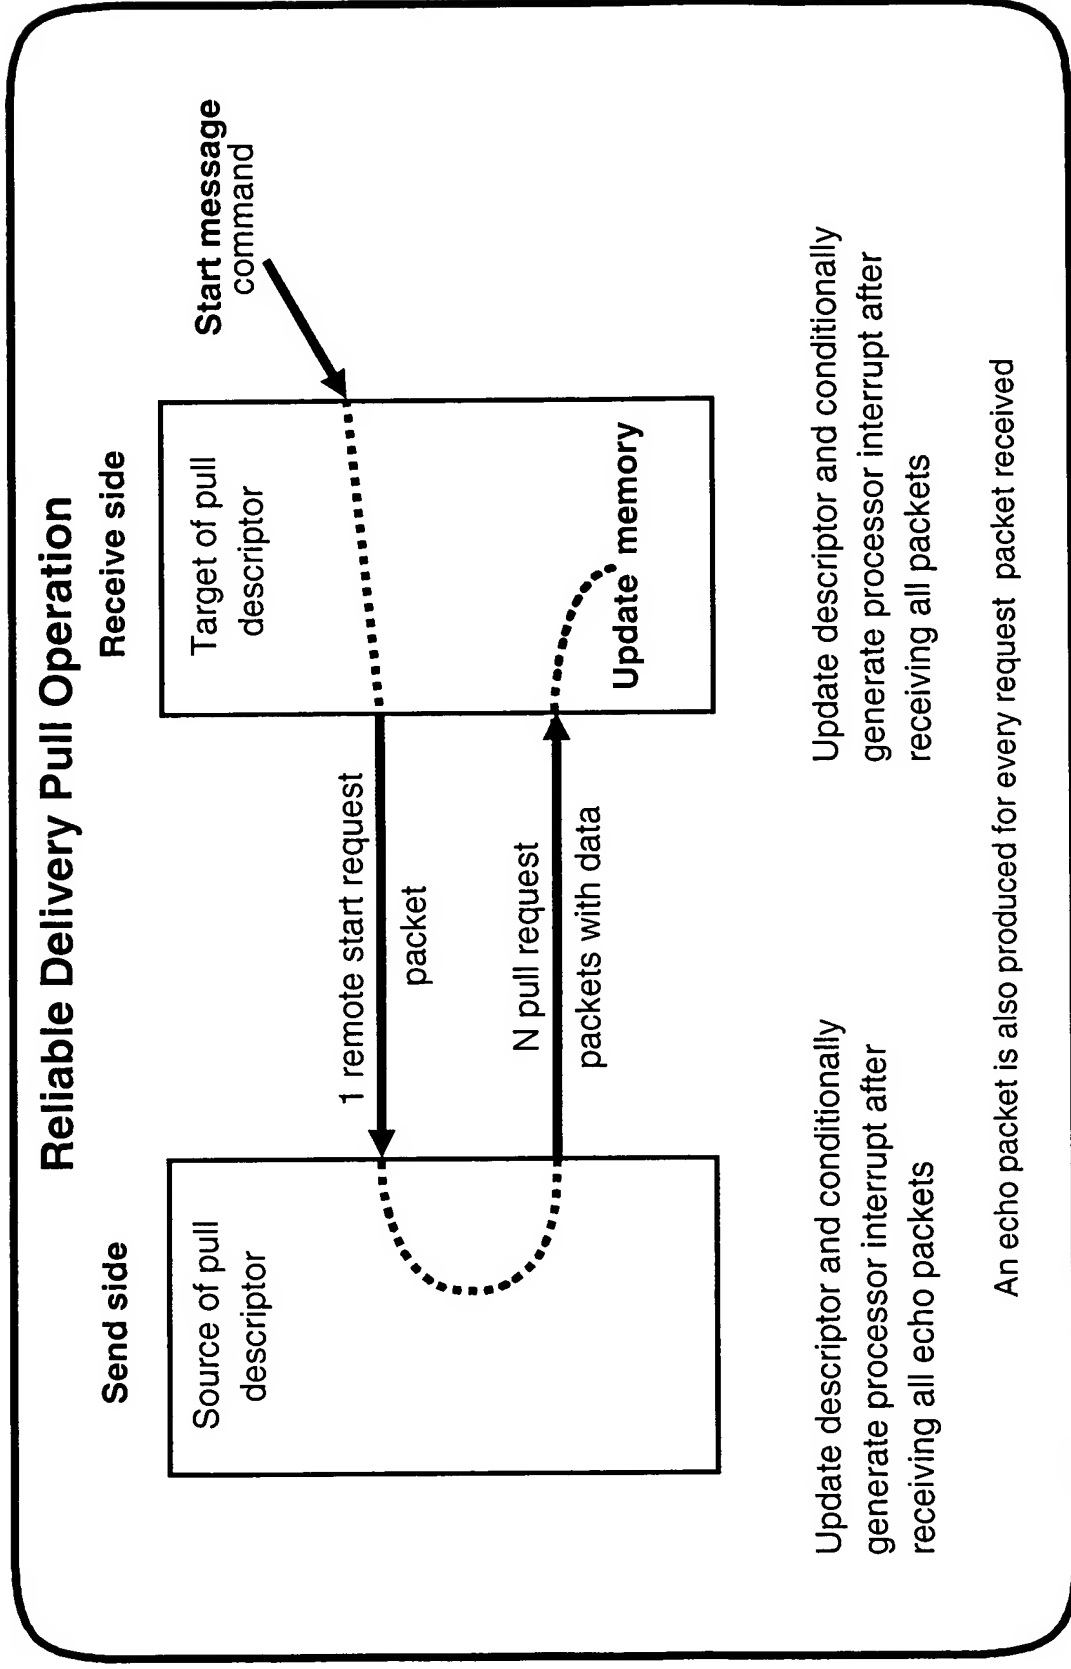 Reliable Delivery Pull Operation
Send side
Receive side
Source of pull
descriptor
Target of pull
descriptor
Start message
command
1 remote start request
packet
N pull request
packets with data
Update memory
Update descriptor and conditionally
generate processor interrupt after
receiving all echo packets
Update descriptor and conditionally
generate processor interrupt after
receiving all packets
An echo packet is also produced for every request packet received